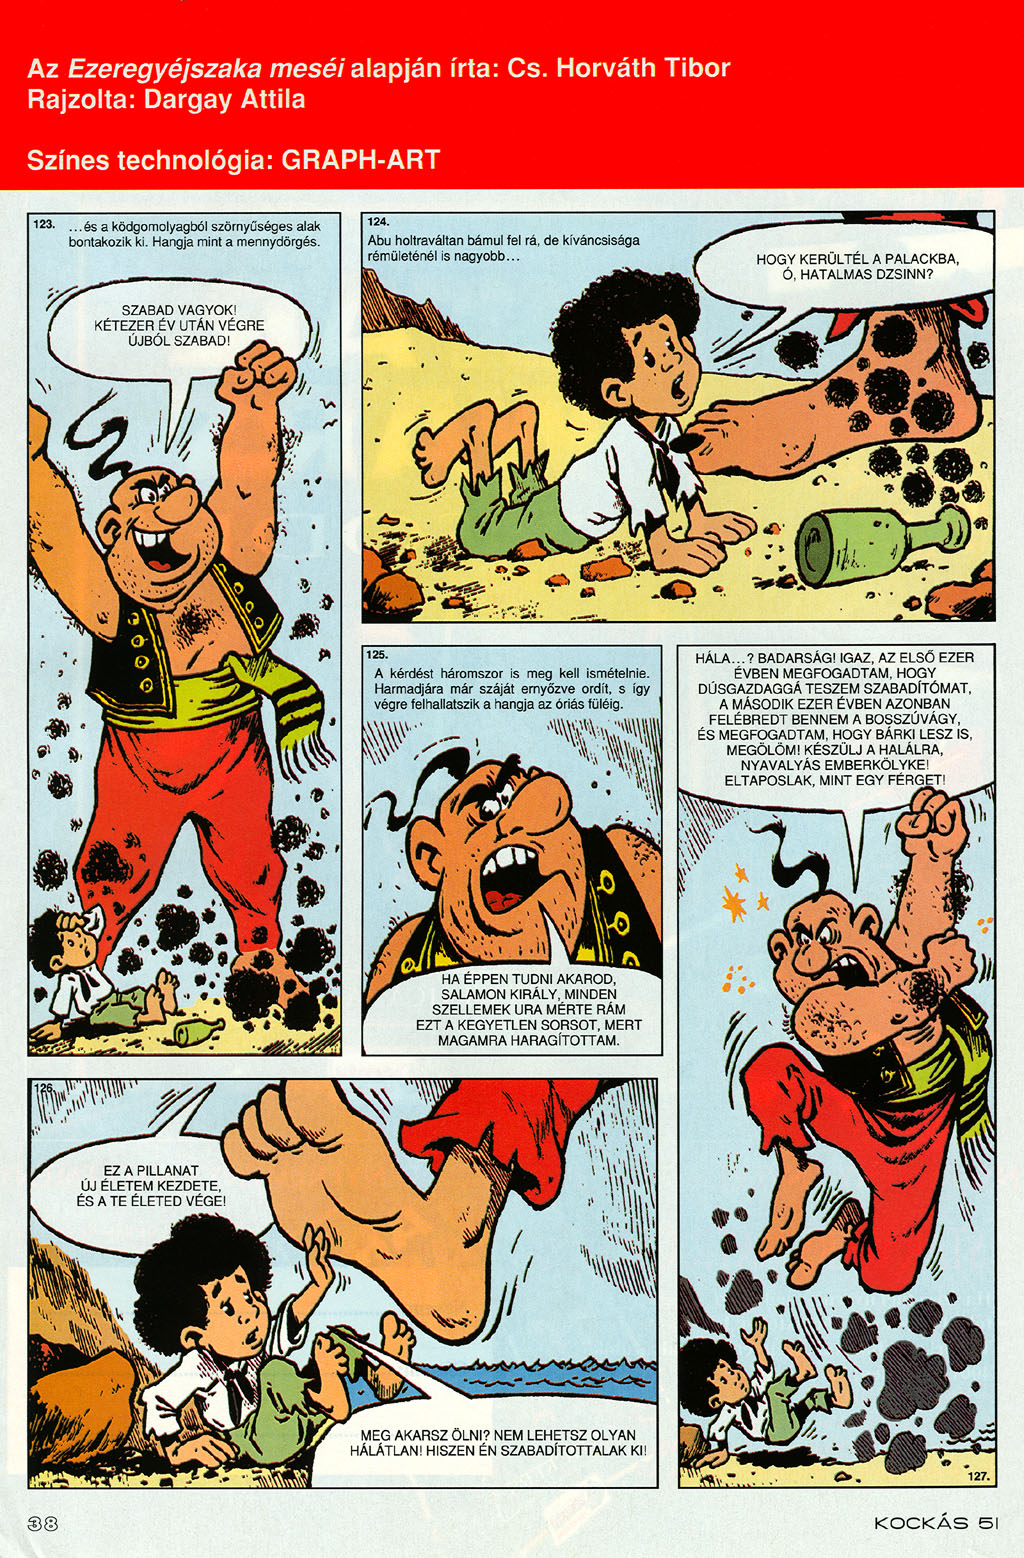 Az Ezeregyéjszaka meséi alapján írta: Cs. Horváth Tibor
Rajzolta: Dargay Attila
Színes technológia: GRAPH-ART
123.
...és a ködgomolyagból szörnyűséges alak
bontakozik ki. Hangja mint a mennydörgés.
SZABAD VAGYOK!
KÉTEZER ÉV UTÁN VÉGRE
ÚJBÓL SZABAD!
124.
Abu holtraváltan bámul fel rá, de kíváncsisága
rémületénél is nagyobb...
HOGY KERÜLTÉL A PALACKBA,
Ó, HATALMAS DZSINN?
125.
A kérdést háromszor is meg kell ismételnie.
Harmadjára már száját ernyőzve ordít, s így
végre felhallatszik a hangja az óriás füléig.
HA ÉPPEN TUDNI AKAROD,
SALAMON KIRÁLY, MINDEN
SZELLEMEK URA MÉRTE RÁM
EZT A KEGYETLEN SORSOT, MERT
MAGAMRA HARAGÍTOTTAM.
126.
EZ A PILLANAT
ÚJ ÉLETEM KEZDETE,
ÉS A TE ÉLETED VÉGE!
MEG AKARSZ ÖLNI? NEM LEHETSZ OLYAN
HÁLÁTLAN! HISZEN ÉN SZABADÍTOTTALAK KI!
HÁLA...? BADARSÁG! IGAZ, AZ ELSŐ EZER
ÉVBEN MEGFOGADTAM, HOGY
DÚSGAZDAGGÁ TESZEM SZABADÍTÓMAT,
A MÁSODIK EZER ÉVBEN AZONBAN
FELÉBREDT BENNEM A BOSSZÚVÁGY,
ÉS MEGFOGADTAM, HOGY BÁRKI LESZ IS,
MEGÖLÖM! KÉSZÜLJ A HALÁLRA,
NYAVALYÁS EMBERKÖLYKE!
ELTAPOSLAK, MINT EGY FÉRGET!
127.
38
KOCKÁS 51